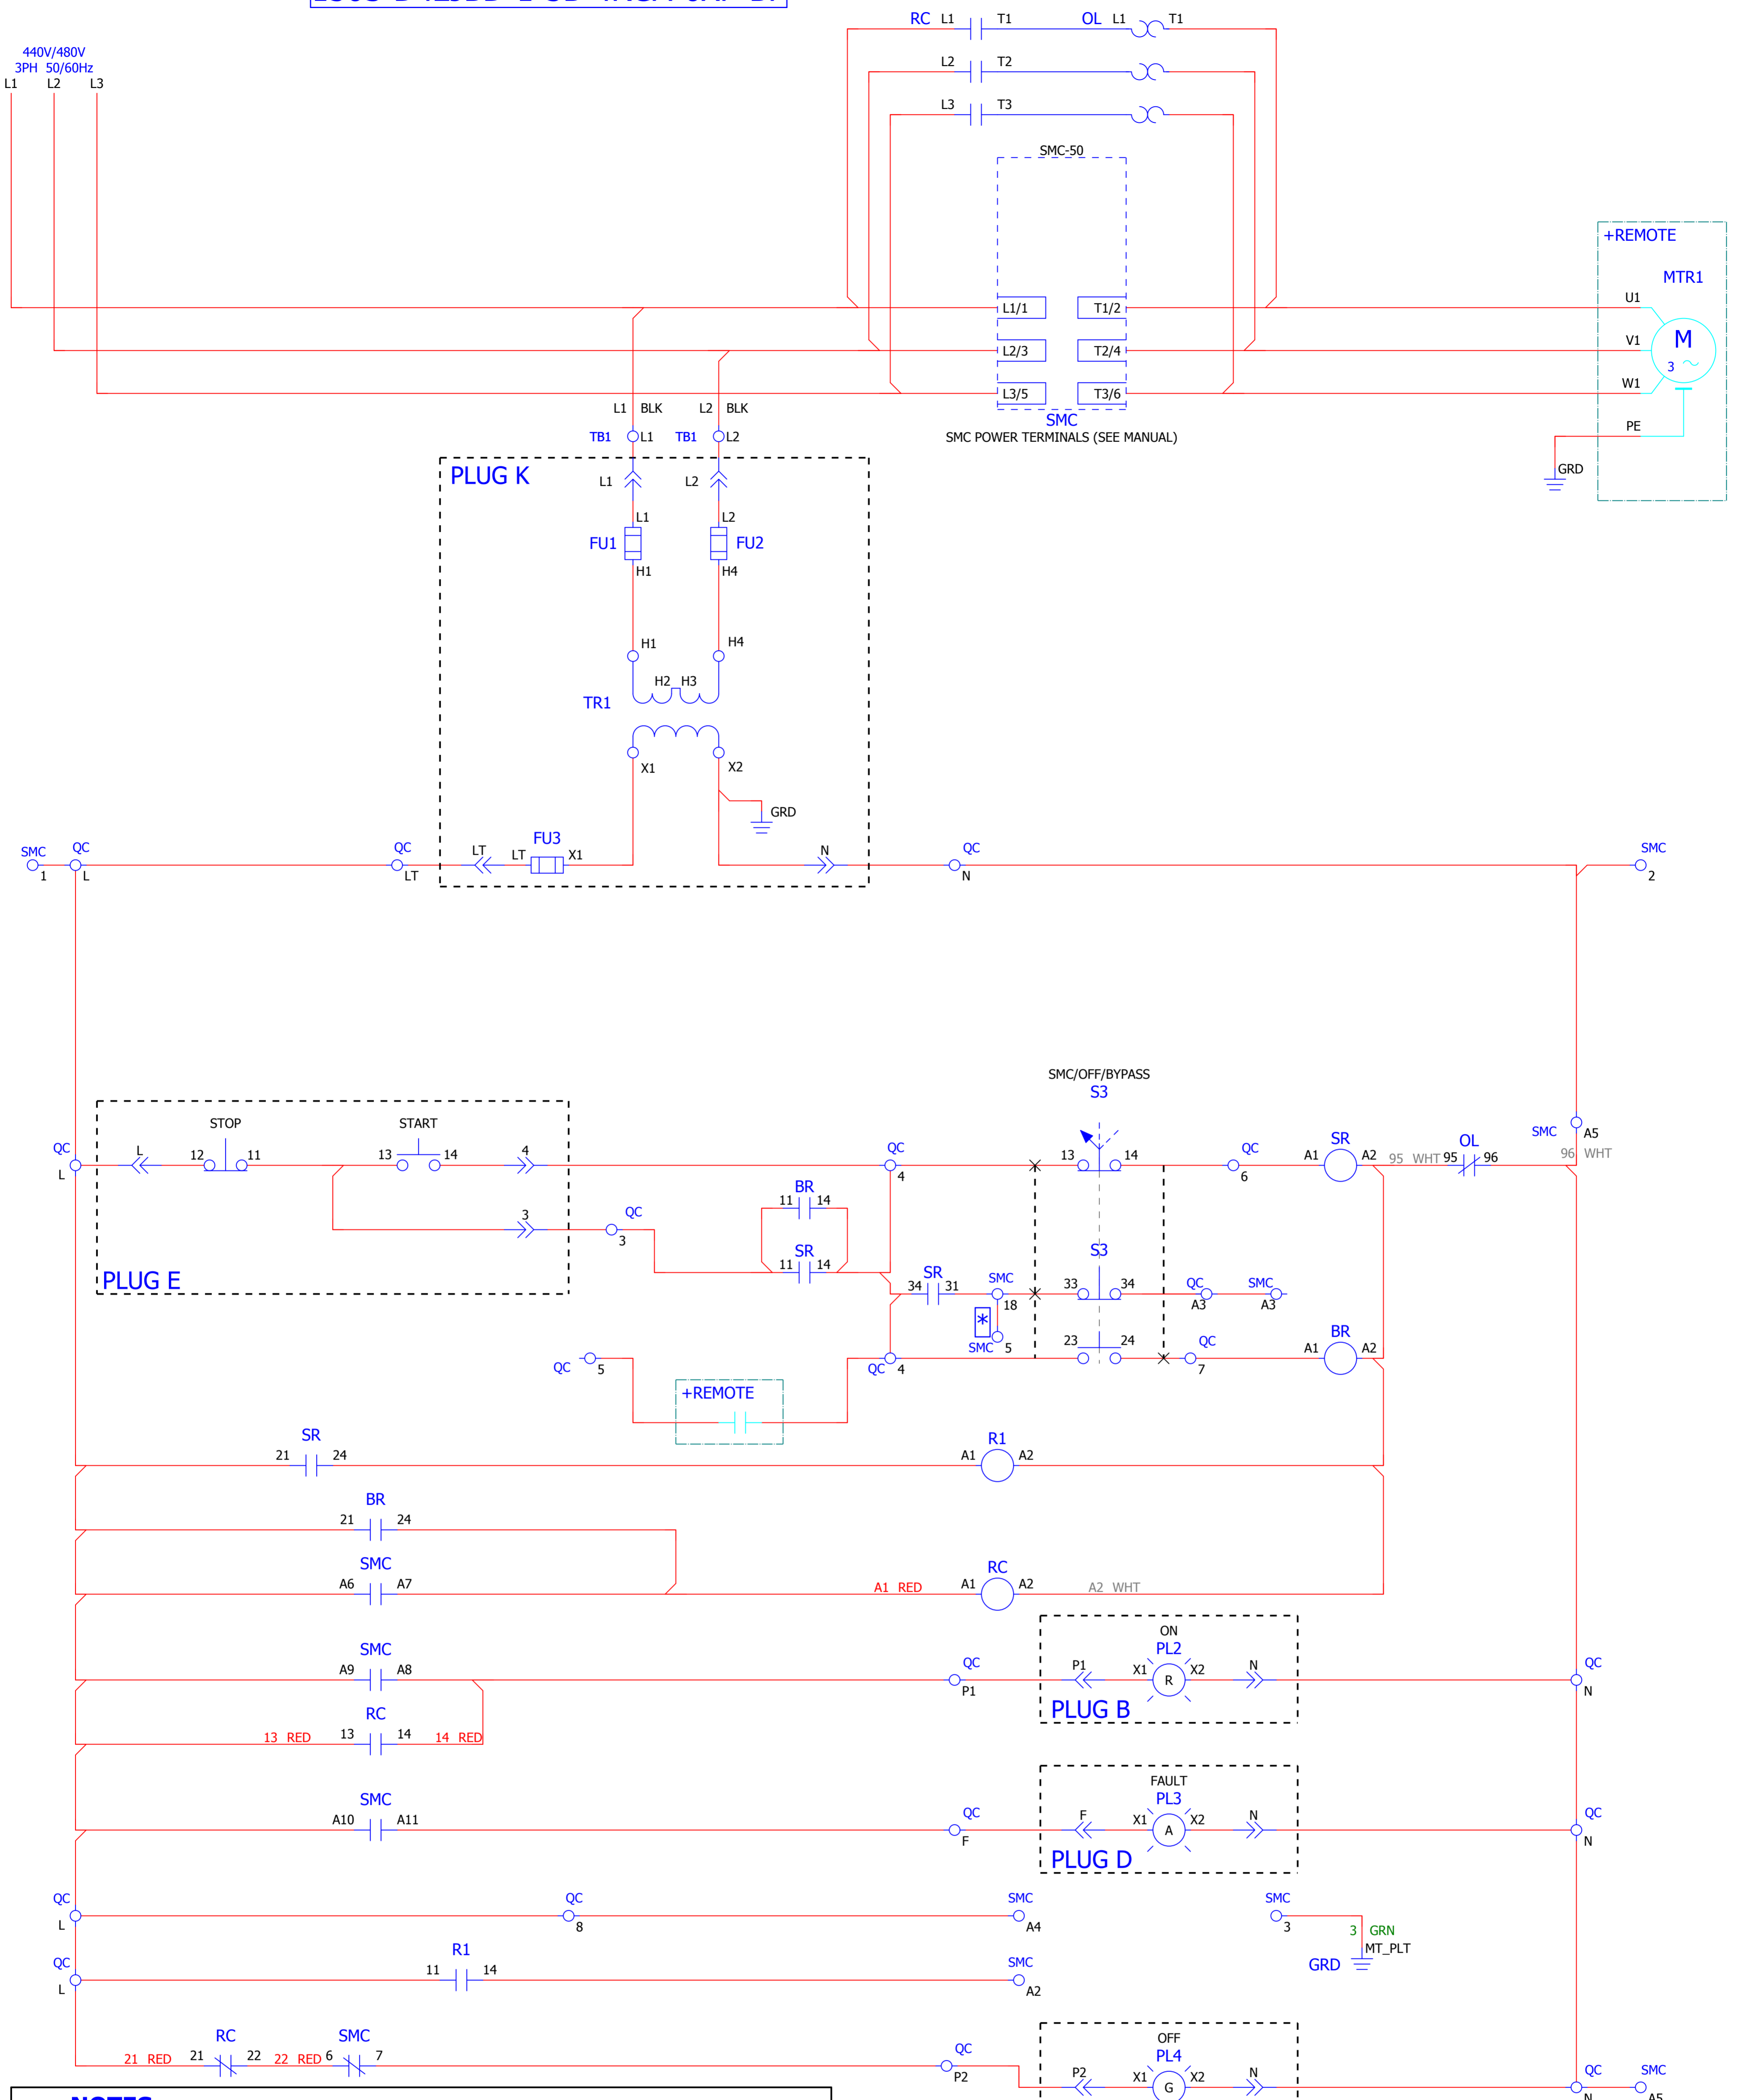 RC L1 T1 OL L1 T1
440V/480V
3PH 50/60Hz
L1 L2 L3
L2 T2
L3 T3
SMC-50
+REMOTE
MTR1
L1/1 T1/2 U1
L2/3 T2/4 V1 M
3
L3/5 T3/6 W1
L1 BLK L2 BLK
SMC
SMC POWER TERMINALS (SEE MANUAL)
PE
GRD
TB1 L1 TB1 L2
PLUG K
L1 L2
L1 L2
FU1 FU2
H1 H4
H1 H4
H2 H3
TR1
X1 X2
GRD
SMC QC QC LT LT FU3 X1 N QC SMC
1 L LT N 2
SMC/OFF/BYPASS
S3
STOP START
QC L 12 11 13 14 4 QC 13 14 QC SR OL SMC A5
L 4 6 A1 A2 95 WHT 95 96 96 WHT
BR
11 14
3 QC
3
SR
11 14
S3
PLUG E
SR
34 31 SMC 33 34 QC SMC
18 A3 A3
*
SMC 5 23 24 QC BR
QC 5 QC 4 7 A1 A2
+REMOTE
SR R1
21 24 A1 A2
BR
21 24
SMC RC
A6 A7 A1 RED A1 A2 A2 WHT
ON
SMC PL2
A9 A8 QC P1 X1 R X2 N QC
P1 N
PLUG B
RC
13 RED 13 14 14 RED
FAULT
SMC PL3
A10 A11 QC F X1 A X2 N QC
F N
PLUG D
QC QC SMC SMC
L 8 A4 3
3 GRN
MT_PLT
GRD
R1
QC 11 14 SMC
L A2
OFF
RC SMC PL4
21 RED 21 22 22 RED 6 7 QC
P2 P2 X1 G X2 N QC SMC